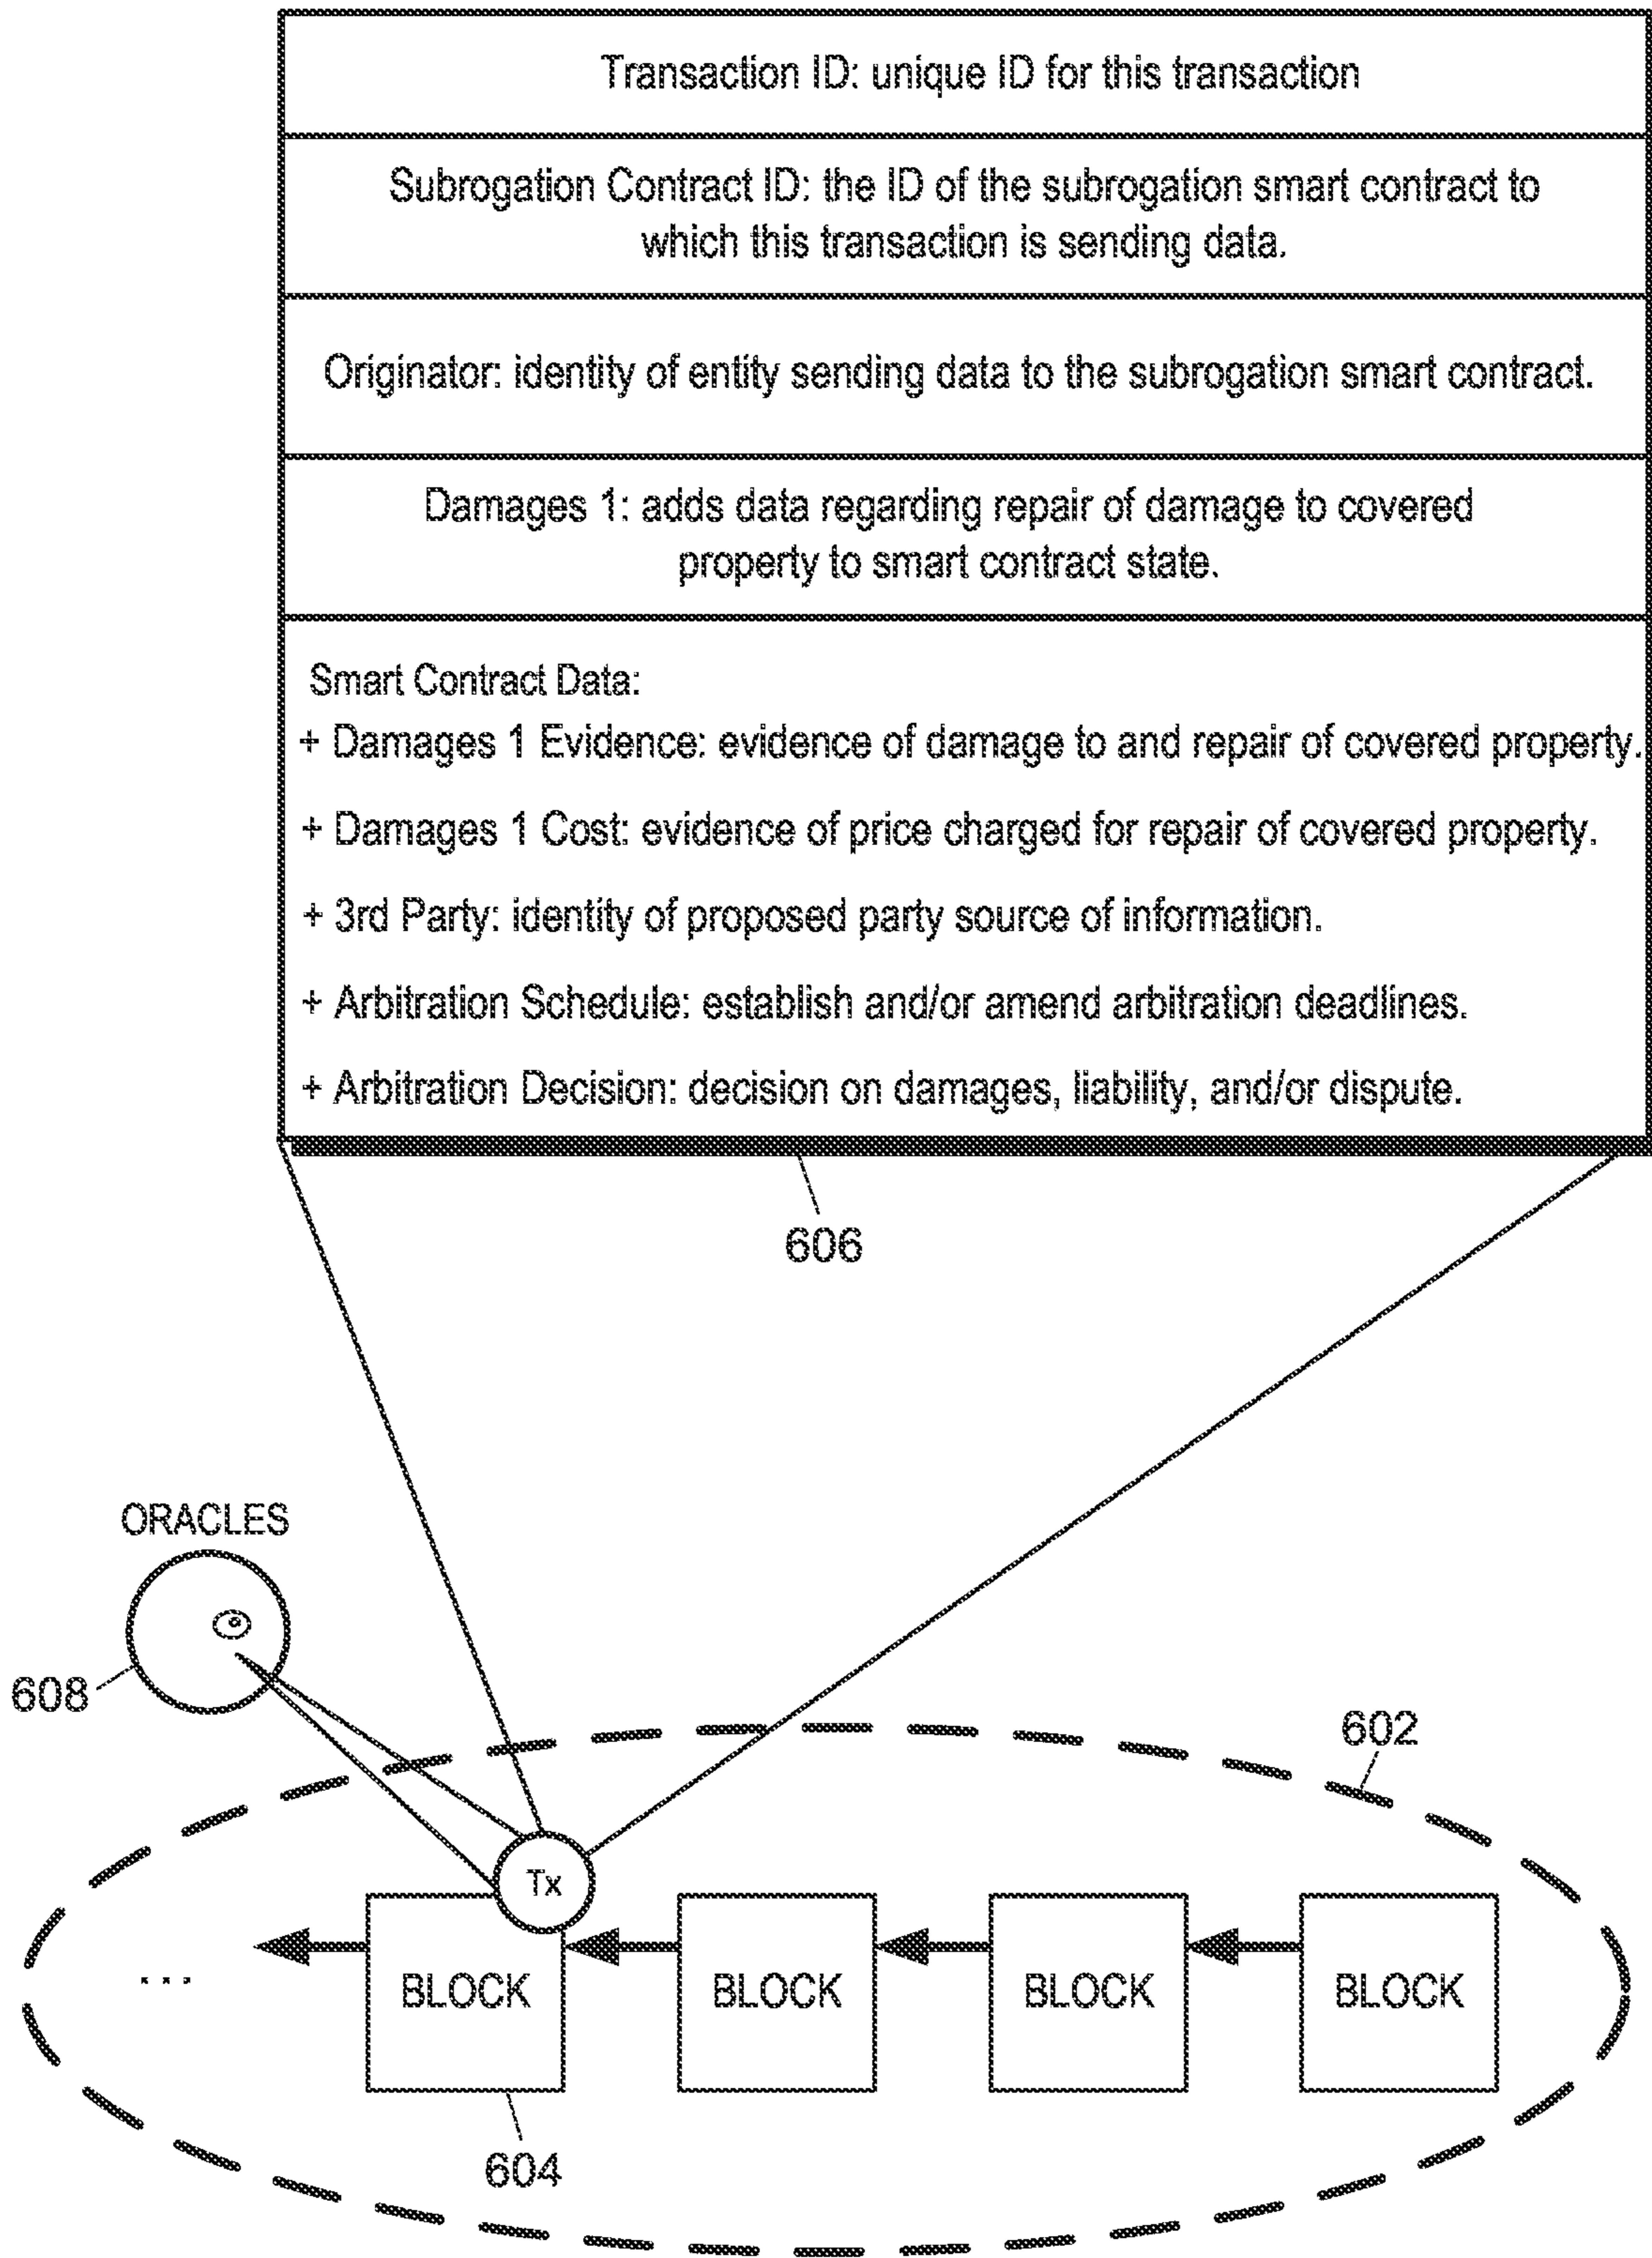 Transaction ID: unique ID for this transaction
Subrogation Contract ID: the ID of the subrogation smart contract to
which this transaction is sending data.
Originator: identity of entity sending data to the subrogation smart contract.
Damages 1: adds data regarding repair of damage to covered
property to smart contract state.
Smart Contract Data:
+ Damages 1 Evidence: evidence of damage to and repair of covered property.
+ Damages 1 Cost: evidence of price charged for repair of covered property.
+ 3rd Party: identity of proposed party source of information.
+ Arbitration Schedule: establish and/or amend arbitration deadlines.
+ Arbitration Decision: decision on damages, liability, and/or dispute.
606
ORACLES
608
602
Tx
... BLOCK BLOCK BLOCK BLOCK
604